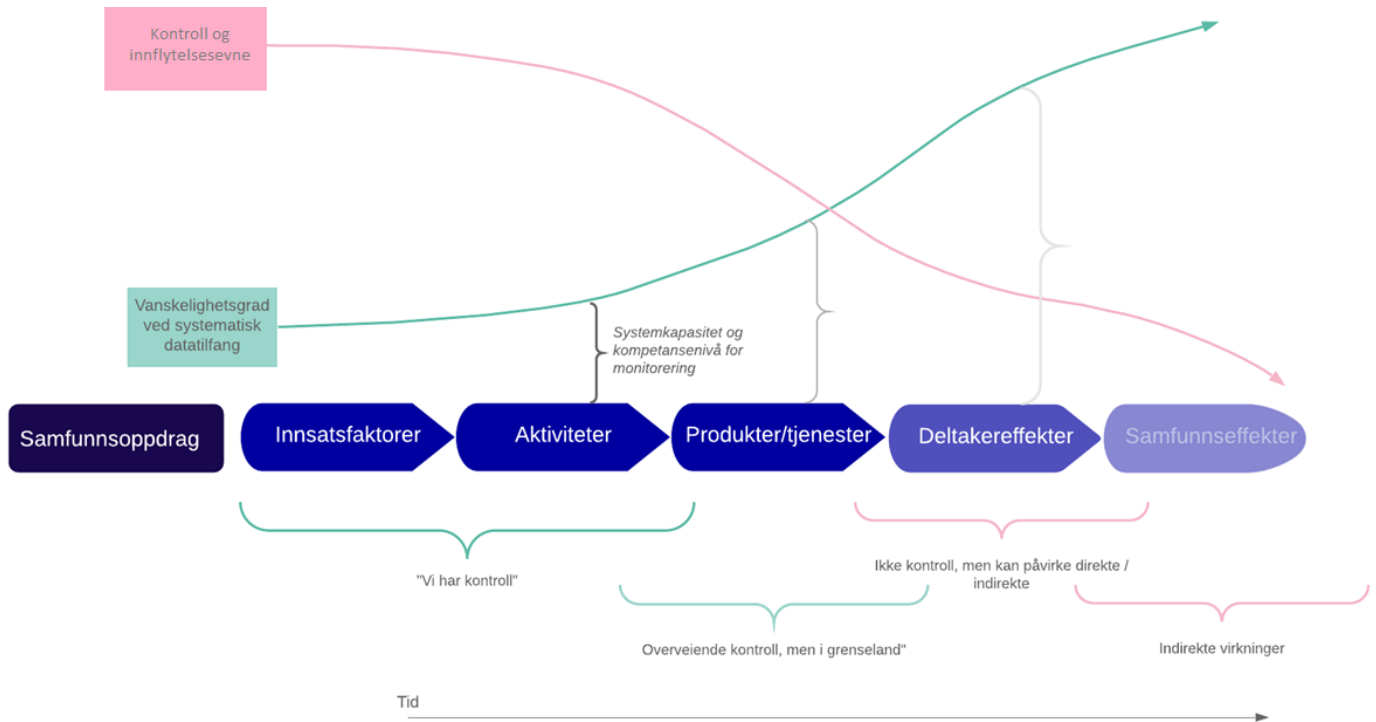 Kontroll og
innflytelsesevne
Vanskelighetsgrad
ved systematisk
datatilfang
Systemkapasitet og
kompetansenivå for
monitorering
Samfunnsoppdrag
Innsatsfaktorer
Aktiviteter
Produkter/tjenester
Deltakereffekter
Samfunnseffekter
"Vi har kontroll"
Ikke kontroll, men kan påvirke direkte /
indirekte
Overveiende kontroll, men i grenseland"
Indirekte virkninger
Tid